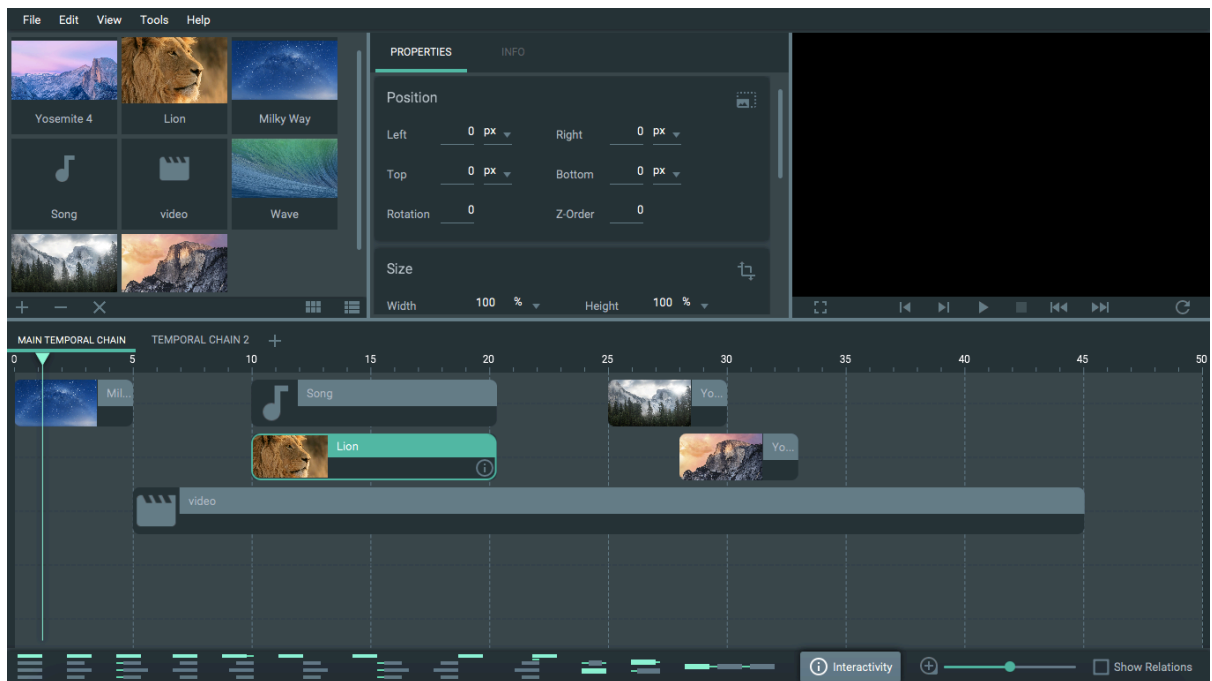 File Edit View Tools Help
PROPERTIES INFO
Yosemite 4 Lion Milky Way
Song video Wave
Position
Left 0 px Right 0 px
Top 0 px Bottom 0 px
Rotation 0 Z-Order 0
Size
Width 100 % Height 100 %
MAIN TEMPORAL CHAIN TEMPORAL CHAIN 2
0 5 10 15 20 25 30 35 40 45 50
Mil... Song Yo...
Lion Yo...
video
Interactivity Show Relations